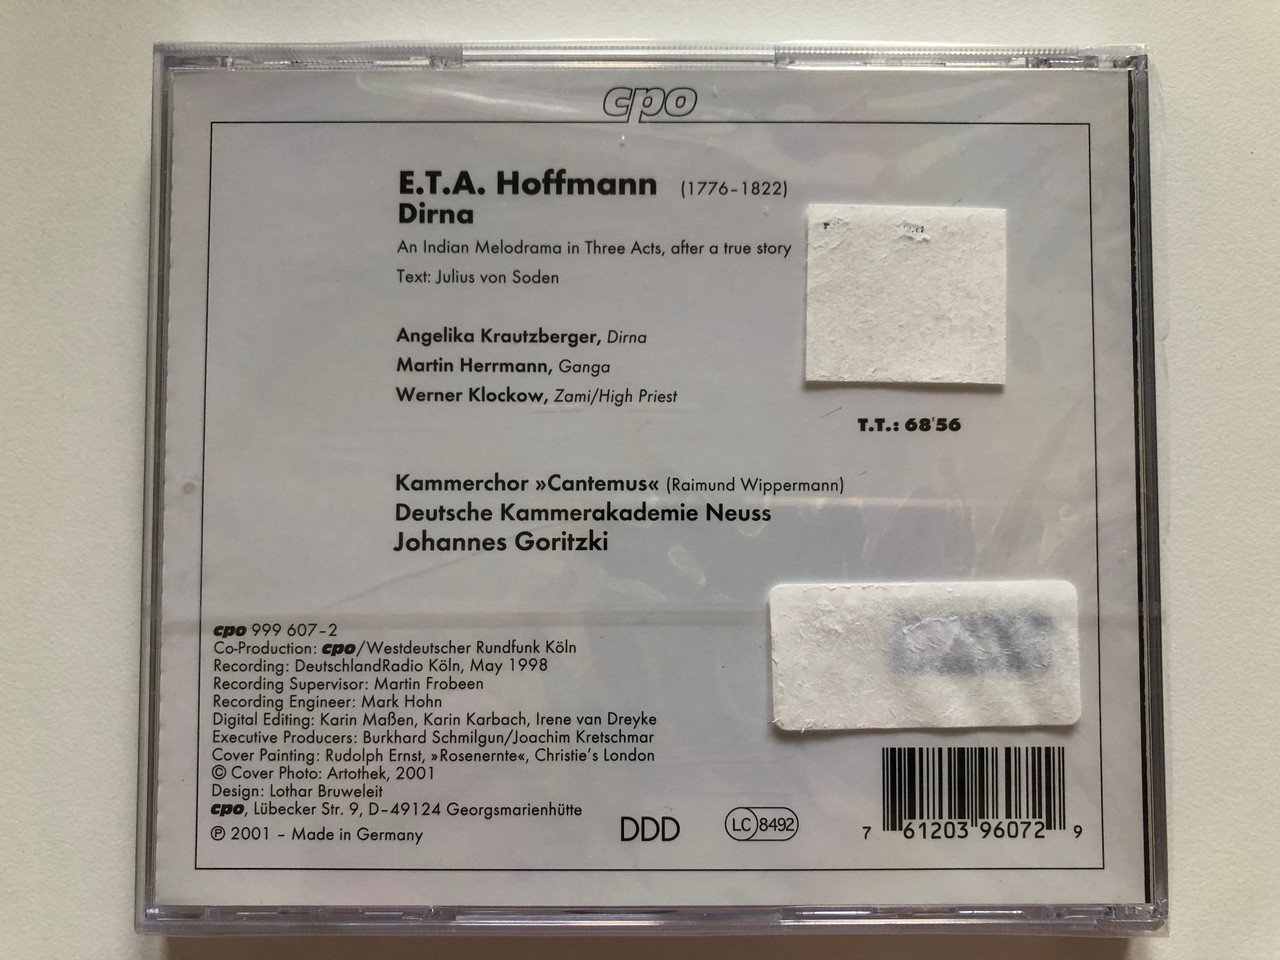 cpo
E.T.A. Hoffmann (1776–1822)
Dirna
An Indian Melodrama in Three Acts, after a true story
Text: Julius von Soden
Angelika Krautzberger, Dirna
Martin Herrmann, Ganga
Werner Klockow, Zami/High Priest
T.T.: 68'56
Kammerchor »Cantemus« (Raimund Wippermann)
Deutsche Kammerakademie Neuss
Johannes Goritzki
cpo 999 607–2
Co-Production: cpo/Westdeutscher Rundfunk Köln
Recording: DeutschlandRadio Köln, May 1998
Recording Supervisor: Martin Frobeen
Recording Engineer: Mark Hohn
Digital Editing: Karin Maßen, Karin Karbach, Irene van Dreyke
Executive Producers: Burkhard Schmilgun/Joachim Kretschmar
Cover Painting: Rudolph Ernst, »Rosenernte«, Christie's London
© Cover Photo: Artothek, 2001
Design: Lothar Bruweleit
cpo, Lübecker Str. 9, D–49124 Georgsmarienhütte
℗ 2001 – Made in Germany
DDD
LC 8492
7 61203 96072 9